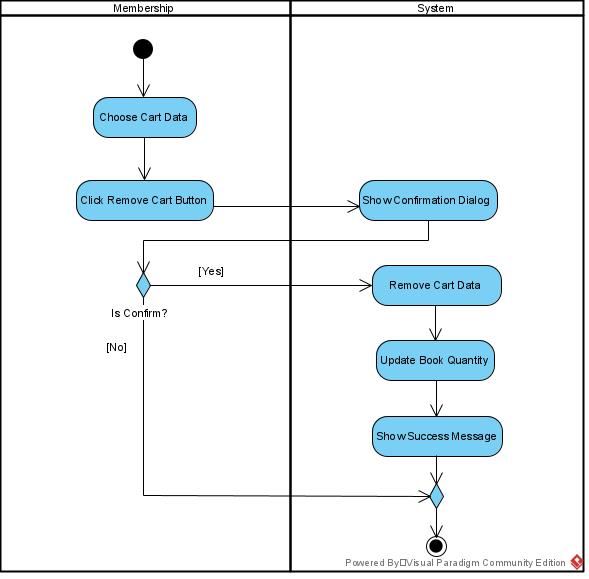 Membership
System
Choose Cart Data
Click Remove Cart Button
Show Confirmation Dialog
[Yes]
Remove Cart Data
Is Confirm?
[No]
Update Book Quantity
Show Success Message
Powered By□Visual Paradigm Community Edition